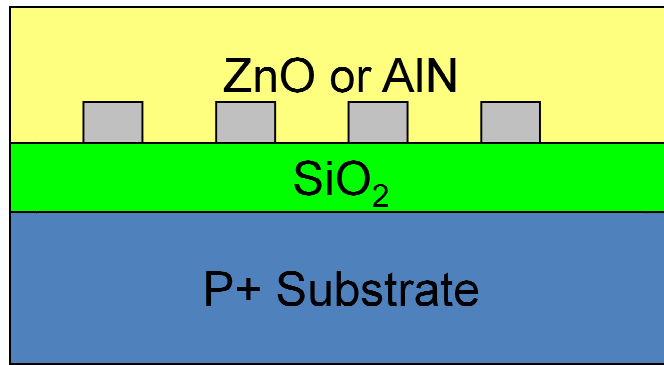 ZnO or AlN
SiO₂
P+ Substrate